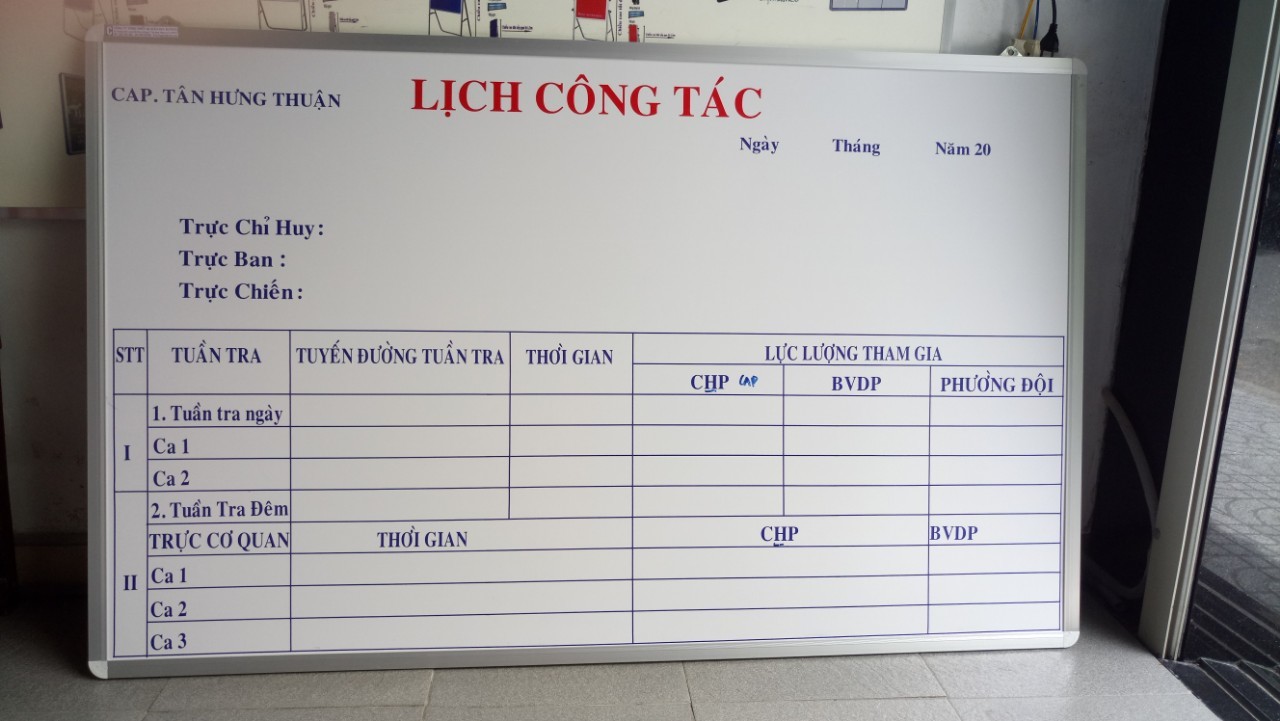 CAP. TÂN HƯNG THUẬN
LỊCH CÔNG TÁC
Ngày Tháng Năm 20
Trực Chỉ Huy:
Trực Ban :
Trực Chiến:
STT TUẦN TRA TUYẾN ĐƯỜNG TUẦN TRA THỜI GIAN LỰC LƯỢNG THAM GIA
CHP CAP BVDP PHƯỜNG ĐỘI
I
1. Tuần tra ngày
Ca 1
Ca 2
2. Tuần Tra Đêm
II
TRỰC CƠ QUAN THỜI GIAN CHP BVDP
Ca 1
Ca 2
Ca 3